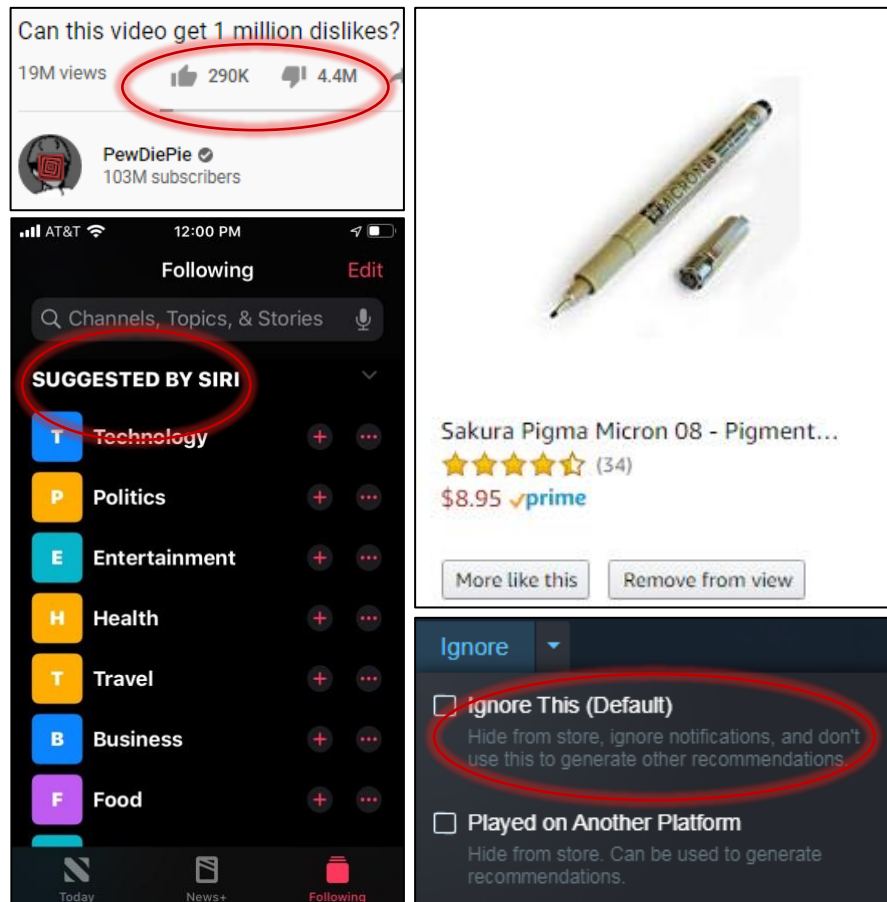 Can this video get 1 million dislikes?
19M views 290K 4.4M
PewDiePie
103M subscribers
AT&T 12:00 PM
Following Edit
Channels, Topics, & Stories
SUGGESTED BY SIRI
T Technology
P Politics
E Entertainment
H Health
T Travel
B Business
F Food
Today News+ Following
MICRON
Sakura Pigma Micron 08 - Pigment...
(34)
$8.95 prime
More like this Remove from view
Ignore
Ignore This (Default)
Hide from store, ignore notifications, and don't
use this to generate other recommendations.
Played on Another Platform
Hide from store. Can be used to generate
recommendations.